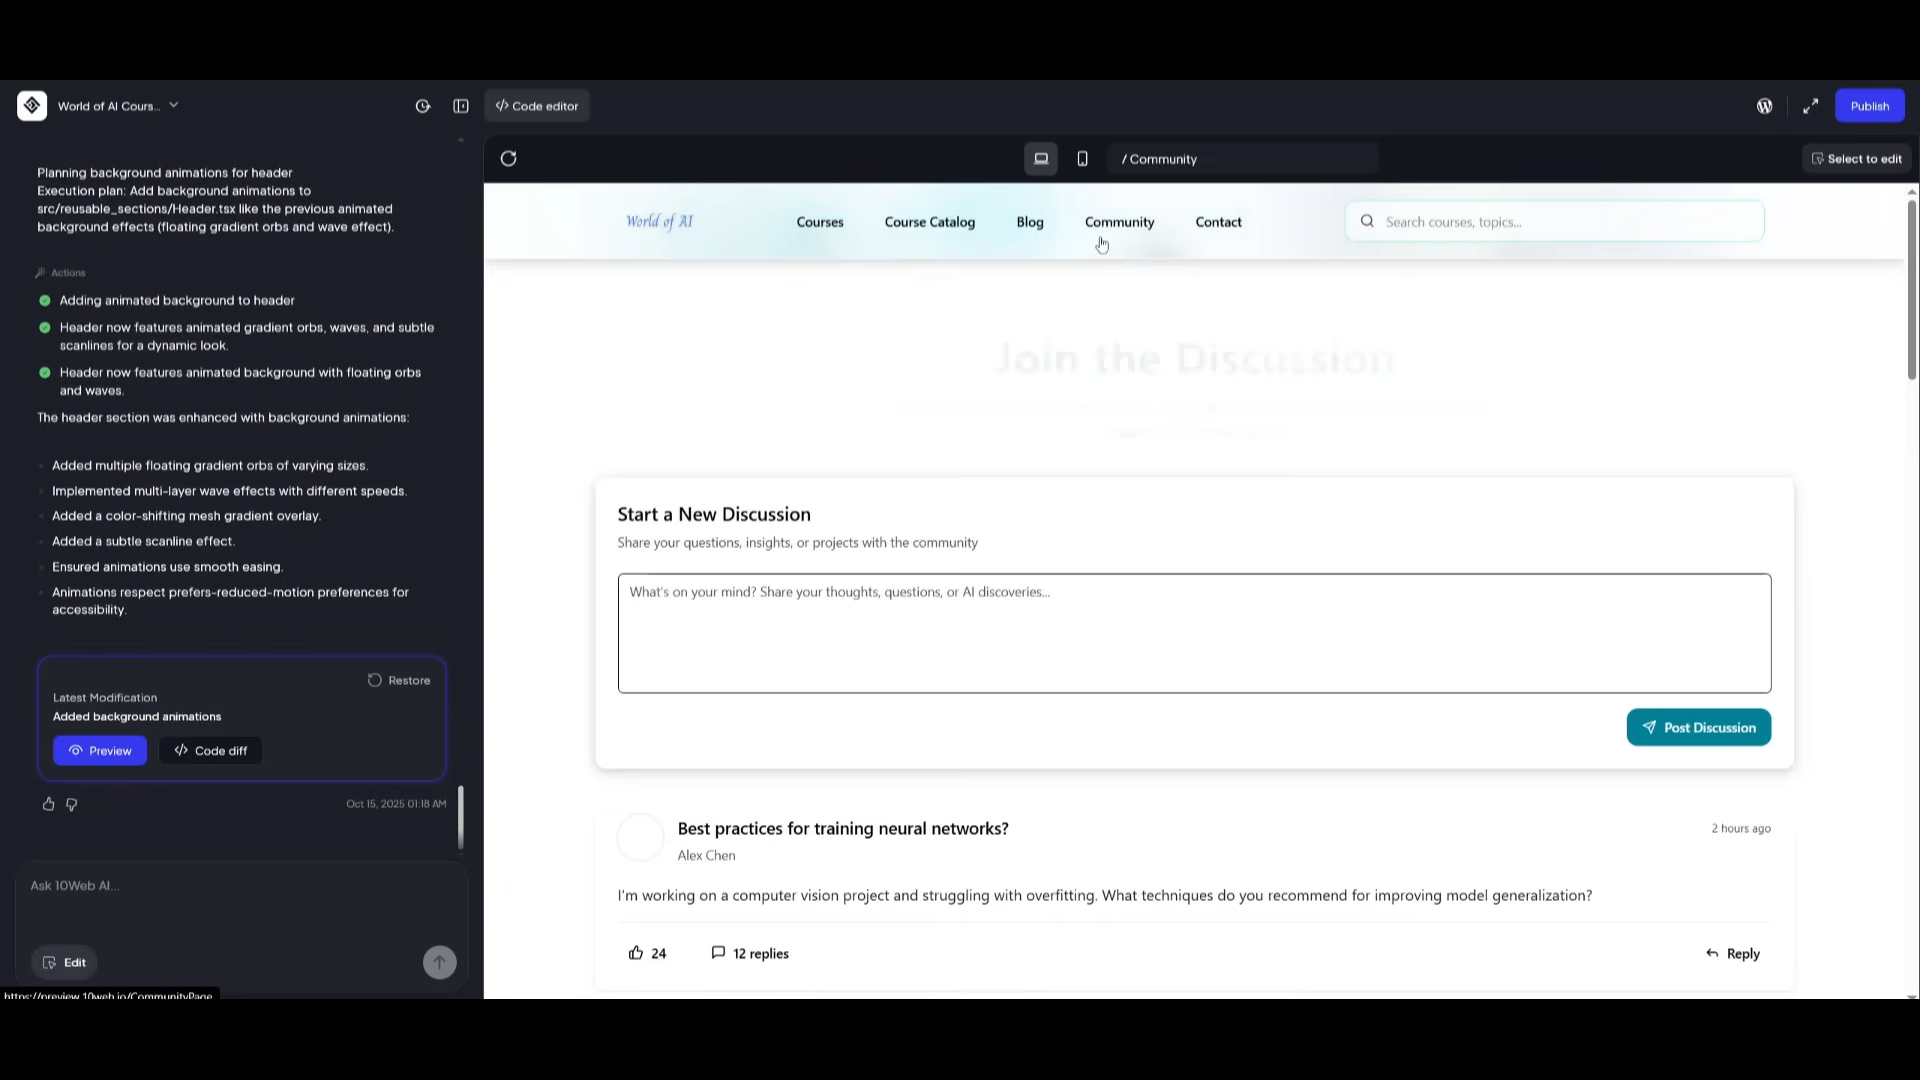 World of AI Cours...
Code editor
Publish
/ Community
Select to edit
Planning background animations for header
Execution plan: Add background animations to
src/reusable_sections/Header.tsx like the previous animated
background effects (floating gradient orbs and wave effect).
Actions
Adding animated background to header
Header now features animated gradient orbs, waves, and subtle
scanlines for a dynamic look.
Header now features animated background with floating orbs
and waves.
The header section was enhanced with background animations:
Added multiple floating gradient orbs of varying sizes.
Implemented multi-layer wave effects with different speeds.
Added a color-shifting mesh gradient overlay.
Added a subtle scanline effect.
Ensured animations use smooth easing.
Animations respect prefers-reduced-motion preferences for
accessibility.
Restore
Latest Modification
Added background animations
Preview
Code diff
Oct 15, 2025 01:18 AM
Ask 10Web AI...
Edit
https://preview.10web.io/CommunityPage
World of AI
Courses
Course Catalog
Blog
Community
Contact
Search courses, topics...
Join the Discussion
Start a New Discussion
Share your questions, insights, or projects with the community
What's on your mind? Share your thoughts, questions, or AI discoveries...
Post Discussion
Best practices for training neural networks?
2 hours ago
Alex Chen
I'm working on a computer vision project and struggling with overfitting. What techniques do you recommend for improving model generalization?
24
12 replies
Reply